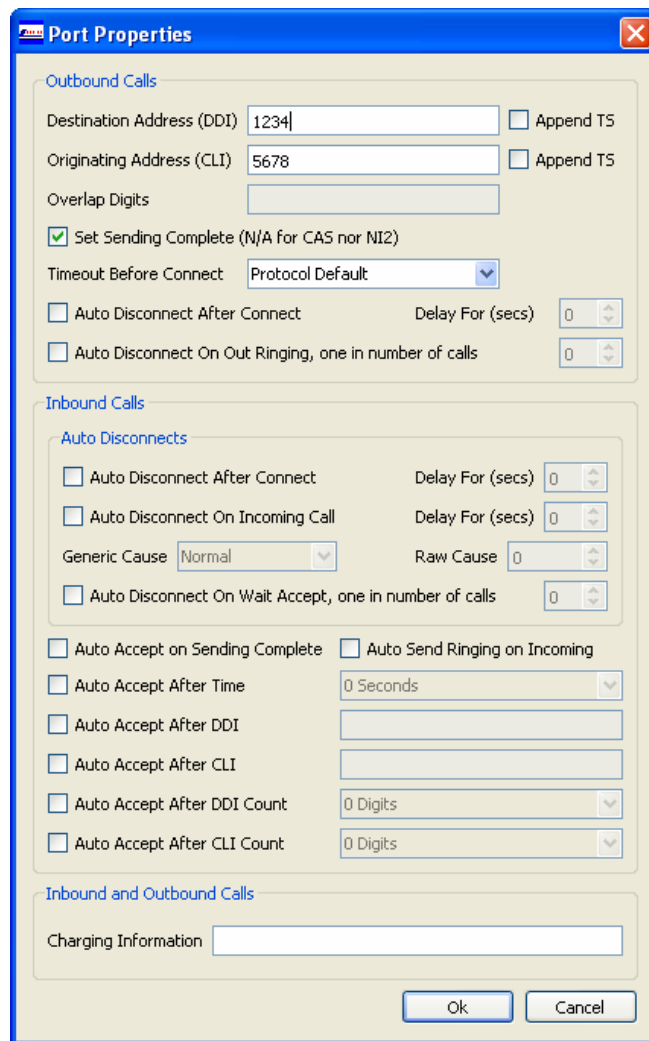 Port Properties
Outbound Calls
Destination Address (DDI) 1234 Append TS
Originating Address (CLI) 5678 Append TS
Overlap Digits
Set Sending Complete (N/A for CAS nor NI2)
Timeout Before Connect Protocol Default
Auto Disconnect After Connect Delay For (secs) 0
Auto Disconnect On Out Ringing, one in number of calls 0
Inbound Calls
Auto Disconnects
Auto Disconnect After Connect Delay For (secs) 0
Auto Disconnect On Incoming Call Delay For (secs) 0
Generic Cause Normal Raw Cause 0
Auto Disconnect On Wait Accept, one in number of calls 0
Auto Accept on Sending Complete Auto Send Ringing on Incoming
Auto Accept After Time 0 Seconds
Auto Accept After DDI
Auto Accept After CLI
Auto Accept After DDI Count 0 Digits
Auto Accept After CLI Count 0 Digits
Inbound and Outbound Calls
Charging Information
Ok Cancel